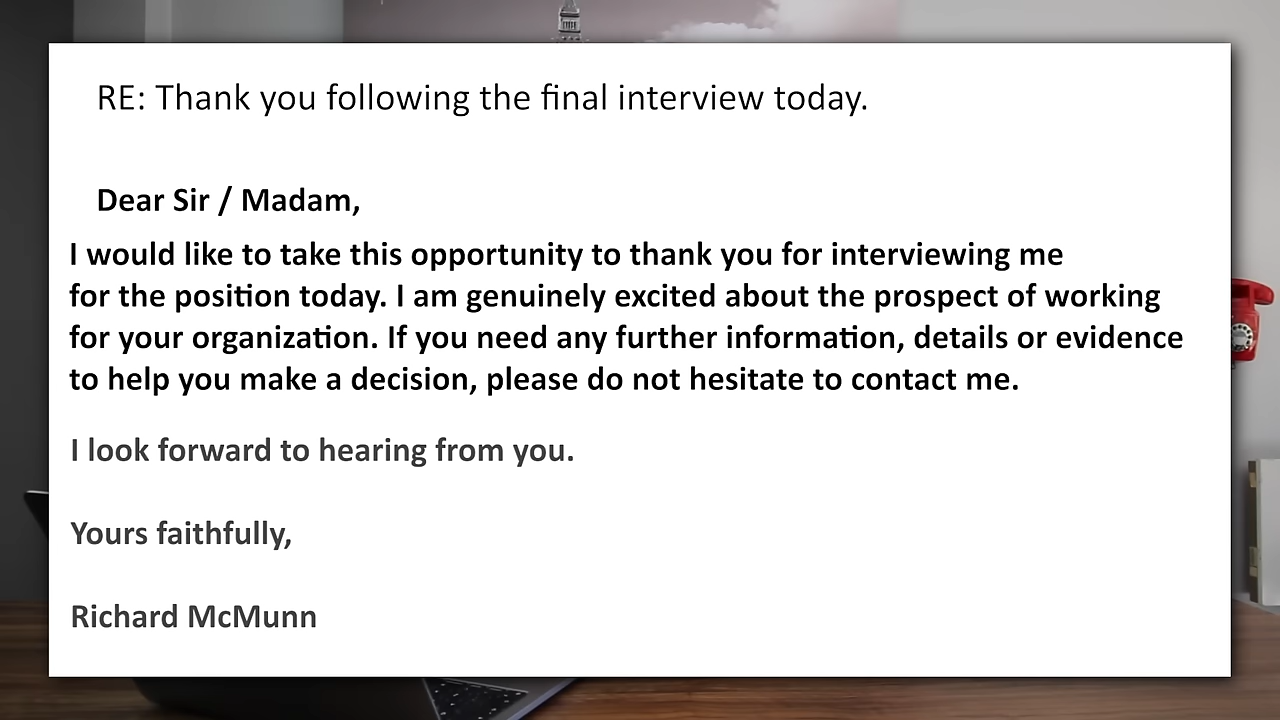 RE: Thank you following the final interview today.
Dear Sir / Madam,
I would like to take this opportunity to thank you for interviewing me
for the position today. I am genuinely excited about the prospect of working
for your organization. If you need any further information, details or evidence
to help you make a decision, please do not hesitate to contact me.
I look forward to hearing from you.
Yours faithfully,
Richard McMunn